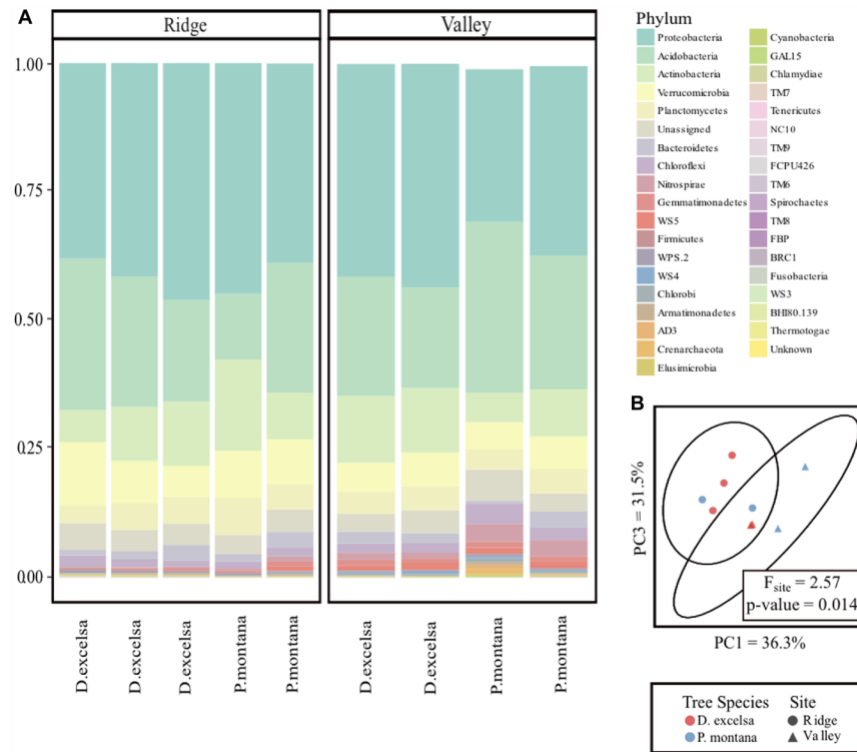 A
Ridge
Valley
1.00
0.75
0.50
0.25
0.00
D.excelsa
D.excelsa
D.excelsa
P.montana
P.montana
D.excelsa
D.excelsa
P.montana
P.montana
Phylum
Proteobacteria
Acidobacteria
Actinobacteria
Verrucomicrobia
Planctomycetes
Unassigned
Bacteroidetes
Chloroflexi
Nitrospirae
Gemmatimonadetes
WS5
Firmicutes
WPS.2
WS4
Chlorobi
Armatimonadetes
AD3
Crenarchaeota
Elusimicrobia
Cyanobacteria
GAL15
Chlamydiae
TM7
Tenericutes
NC10
TM9
FCPU426
TM6
Spirochaetes
TM8
FBP
BRC1
Fusobacteria
WS3
BHI80.139
Thermotogae
Unknown
B
PC3 = 31.5%
Fsite = 2.57
p-value = 0.014
PC1 = 36.3%
Tree Species
D. excelsa
P. montana
Site
Ridge
Valley